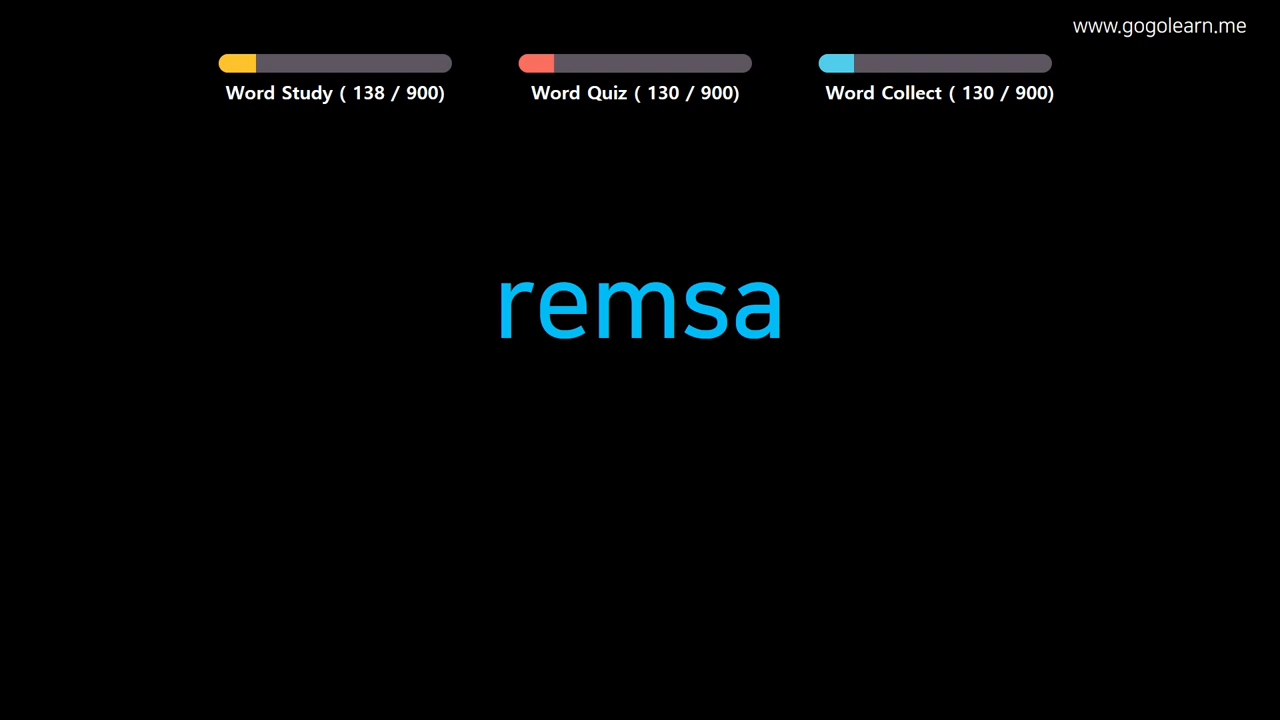 www.gogolearn.me
Word Study ( 138 / 900)
Word Quiz ( 130 / 900)
Word Collect ( 130 / 900)
remsa